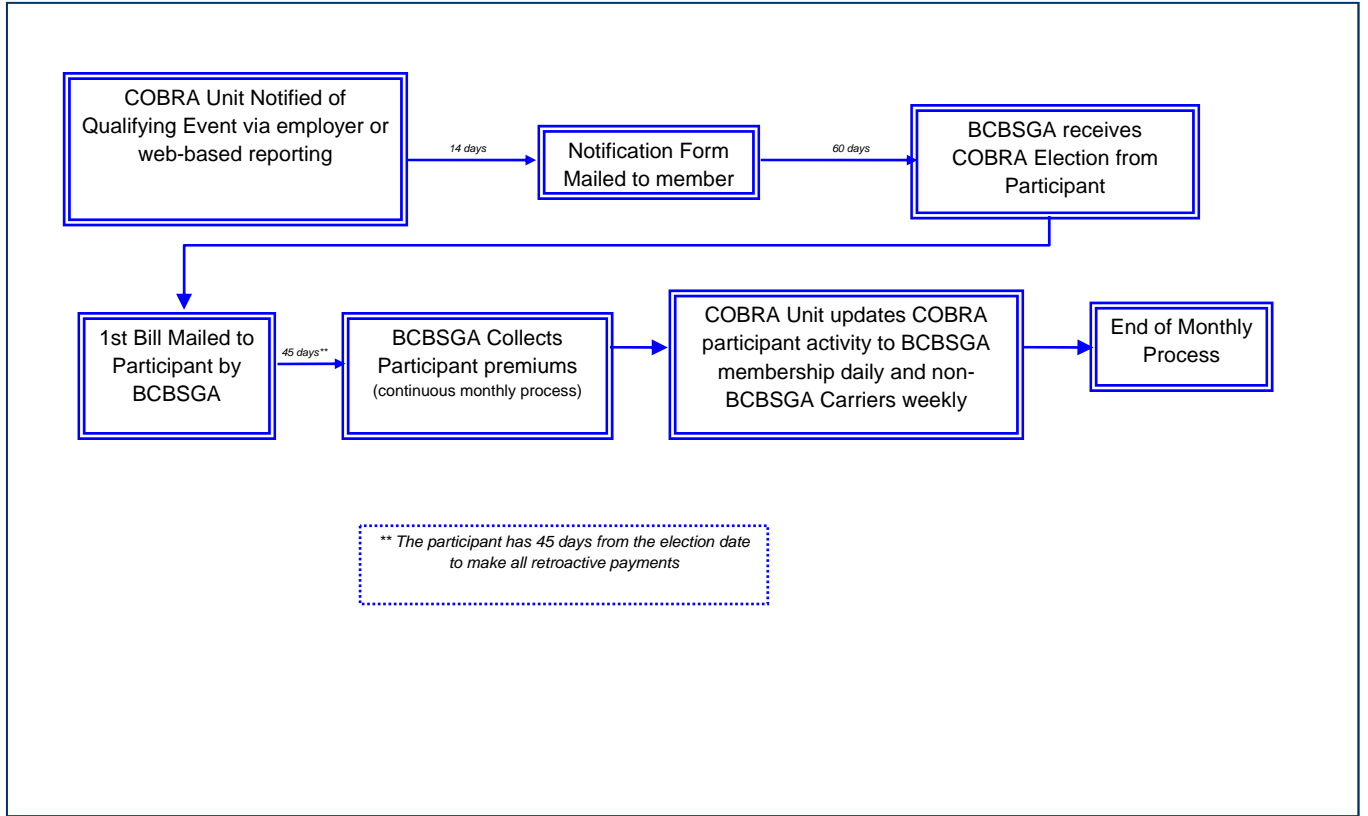 COBRA Unit Notified of
Qualifying Event via employer or
web-based reporting
14 days
Notification Form
Mailed to member
60 days
BCBSGA receives
COBRA Election from
Participant
1st Bill Mailed to
Participant by
BCBSGA
45 days**
BCBSGA Collects
Participant premiums
(continuous monthly process)
COBRA Unit updates COBRA
participant activity to BCBSGA
membership daily and non-
BCBSGA Carriers weekly
End of Monthly
Process
** The participant has 45 days from the election date
to make all retroactive payments